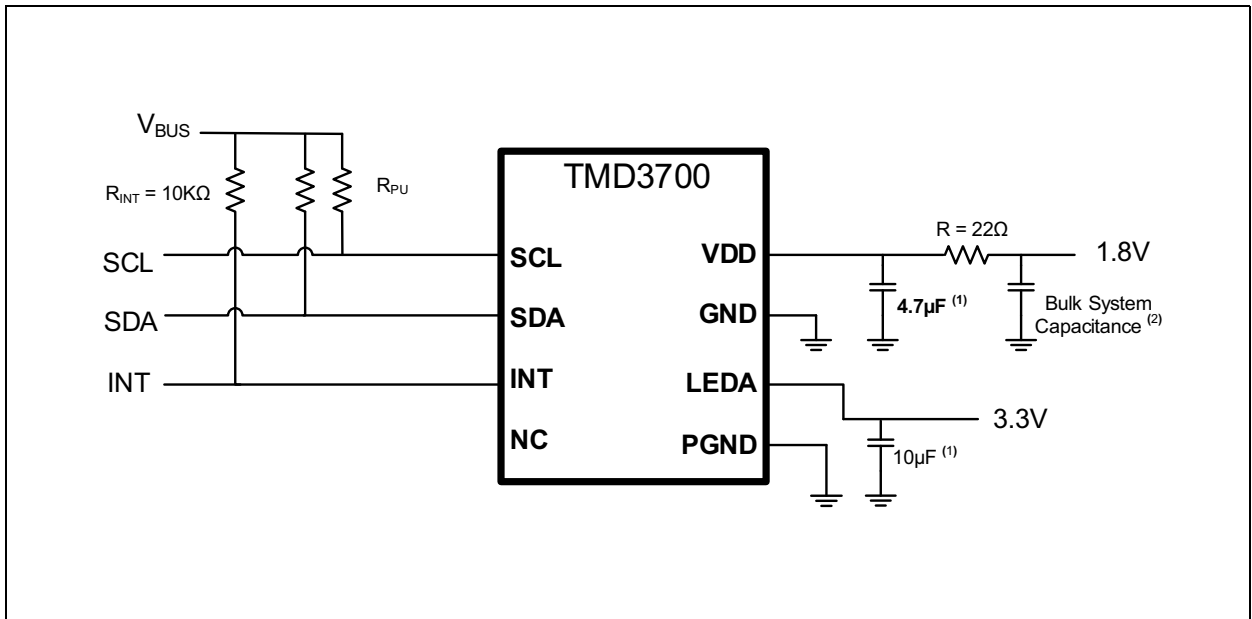 V_BUS
R_INT = 10KΩ
R_PU
SCL
SDA
INT
TMD3700
SCL
SDA
INT
NC
VDD
GND
LEDA
PGND
R = 22Ω
1.8V
4.7µF (1)
Bulk System
Capacitance (2)
3.3V
10µF (1)